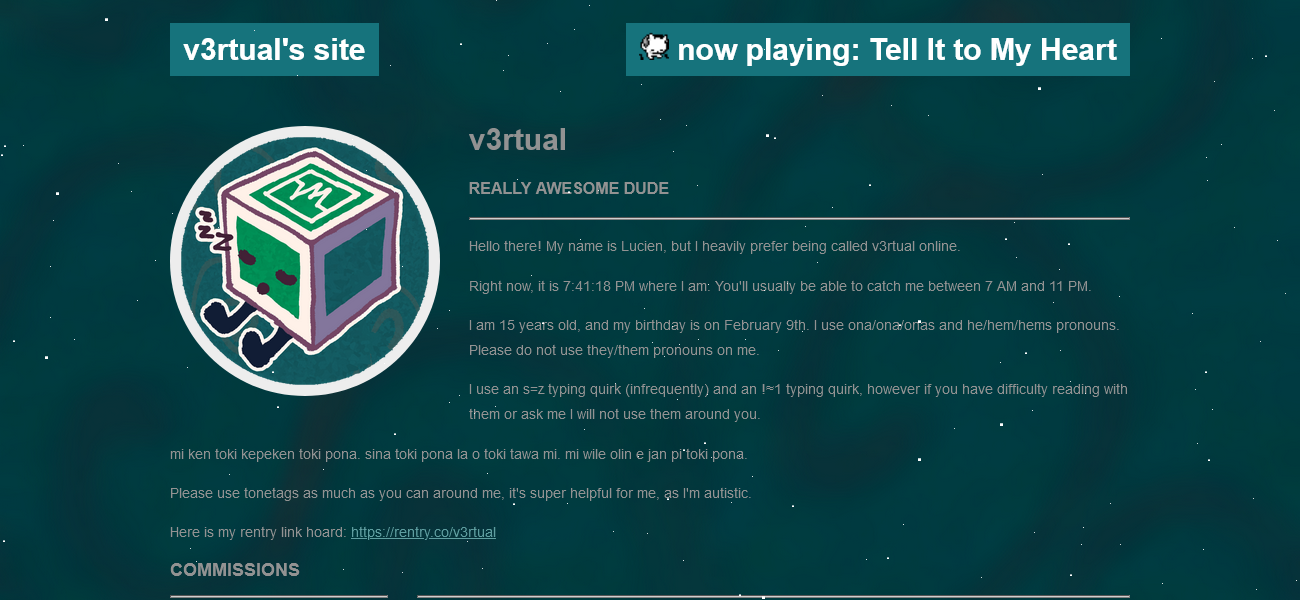 v3rtual's site
now playing: Tell It to My Heart
v3rtual
REALLY AWESOME DUDE
Hello there! My name is Lucien, but I heavily prefer being called v3rtual online.
Right now, it is 7:41:18 PM where I am: You'll usually be able to catch me between 7 AM and 11 PM.
I am 15 years old, and my birthday is on February 9th. I use ona/ona/onas and he/hem/hems pronouns.
Please do not use they/them pronouns on me.
I use an s=z typing quirk (infrequently) and an !≈1 typing quirk, however if you have difficulty reading with
them or ask me I will not use them around you.
zzZ
mi ken toki kepeken toki pona. sina toki pona la o toki tawa mi. mi wile olin e jan pi toki pona.
Please use tonetags as much as you can around me, it's super helpful for me, as I'm autistic.
Here is my rentry link hoard: https://rentry.co/v3rtual
COMMISSIONS